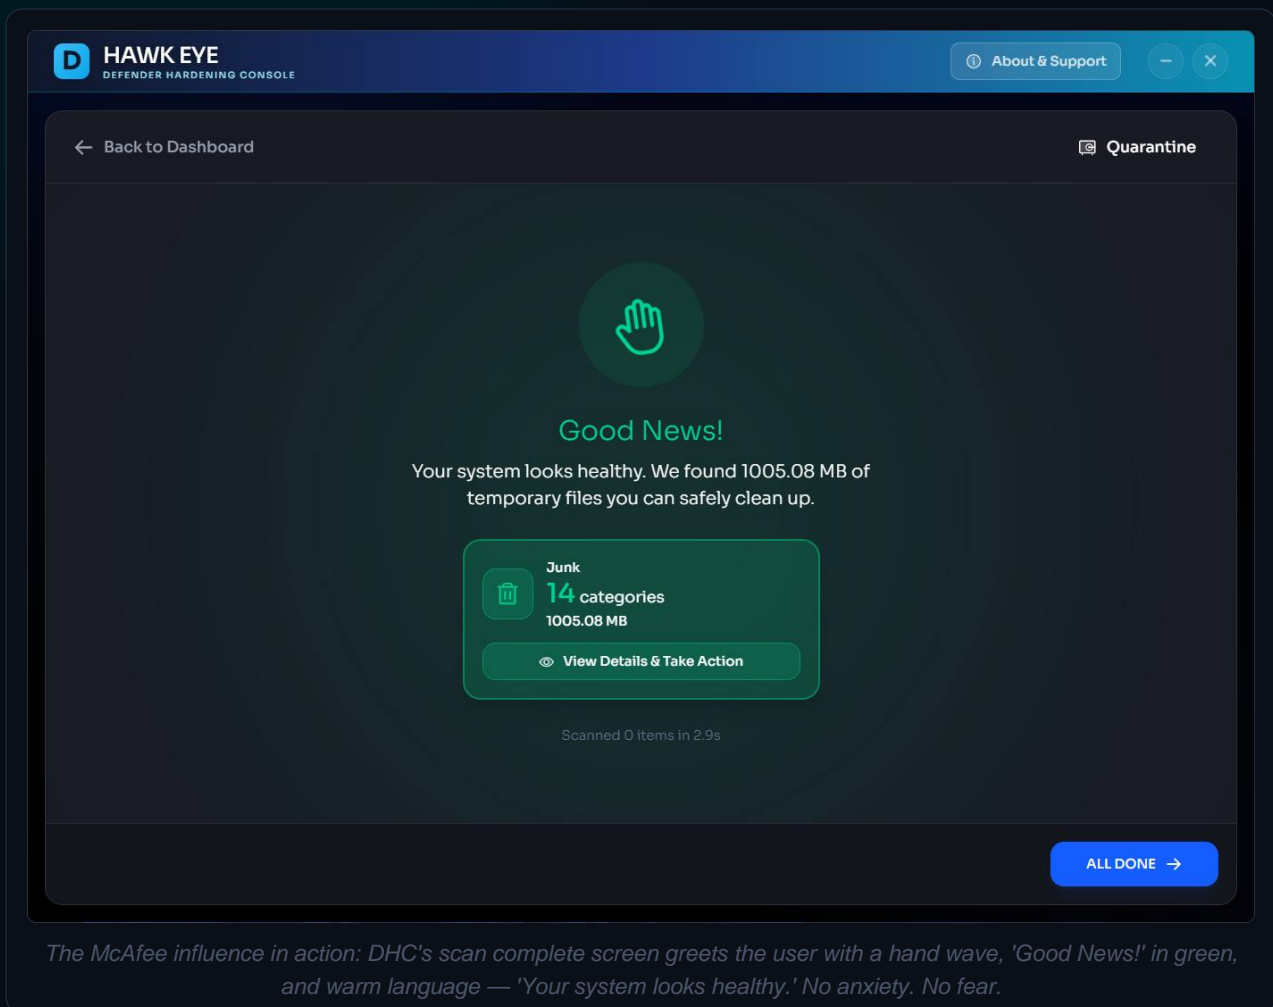 D
HAWK EYE
DEFENDER HARDENING CONSOLE
About & Support
Back to Dashboard
Quarantine
Good News!
Your system looks healthy. We found 1005.08 MB of
temporary files you can safely clean up.
Junk
14 categories
1005.08 MB
View Details & Take Action
Scanned 0 items in 2.9s
ALL DONE
The McAfee influence in action: DHC's scan complete screen greets the user with a hand wave, 'Good News!' in green,
and warm language — 'Your system looks healthy.' No anxiety. No fear.